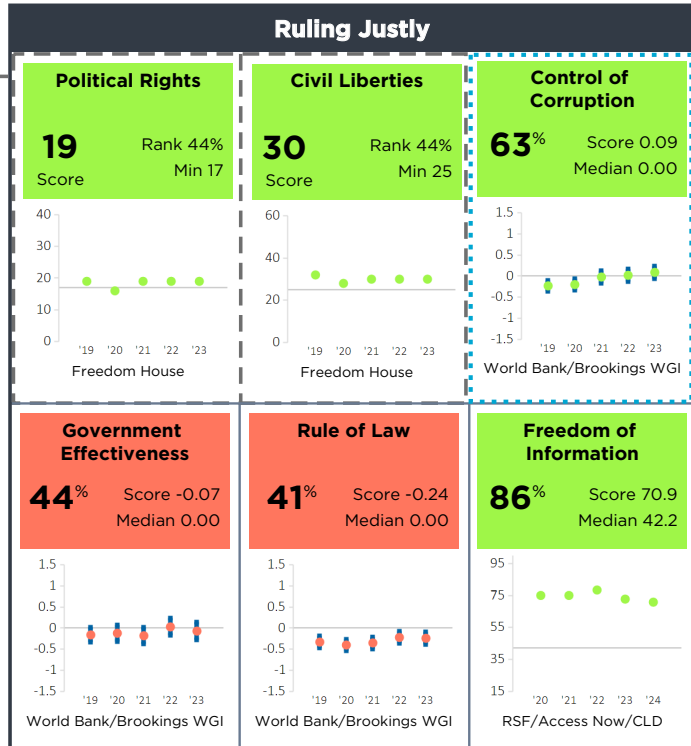 Ruling Justly
Political Rights
19
Score
Rank 44%
Min 17
40
30
20
10
0
'19 '20 '21 '22 '23
Freedom House
Civil Liberties
30
Score
Rank 44%
Min 25
60
40
20
0
'19 '20 '21 '22 '23
Freedom House
Control of
Corruption
63%
Score 0.09
Median 0.00
1.5
1
0.5
0
-0.5
-1
-1.5
'19 '20 '21 '22 '23
World Bank/Brookings WGI
Government
Effectiveness
44%
Score -0.07
Median 0.00
1.5
1
0.5
0
-0.5
-1
-1.5
'19 '20 '21 '22 '23
World Bank/Brookings WGI
Rule of Law
41%
Score -0.24
Median 0.00
1.5
1
0.5
0
-0.5
-1
-1.5
'19 '20 '21 '22 '23
World Bank/Brookings WGI
Freedom of
Information
86%
Score 70.9
Median 42.2
95
75
55
35
15
'20 '21 '22 '23 '24
RSF/Access Now/CLD